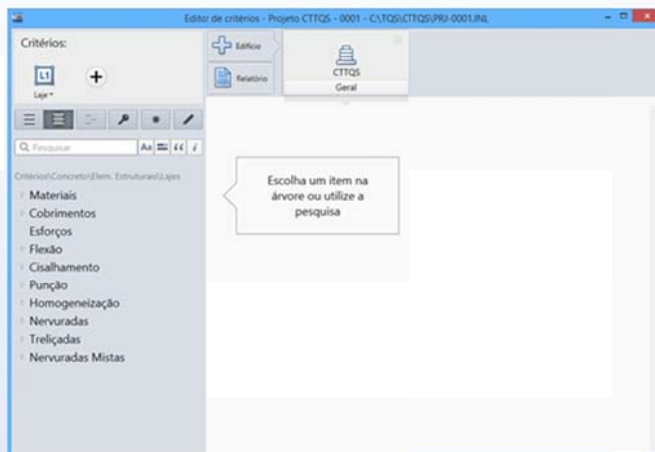 Editor de critérios - Projeto CTTQS - 0001 - C:\TQS\CTTQS\PRJ-0001.INL
Critérios:
L1
Laje
Edifício
Relatório
CTTQS
Geral
Pesquisar
Aa
Critérios\Concreto\Elem. Estruturais\Lajes
Materiais
Cobrimentos
Esforços
Flexão
Cisalhamento
Punção
Homogeneização
Nervuradas
Treliçadas
Nervuradas Mistas
Escolha um item na
árvore ou utilize a
pesquisa